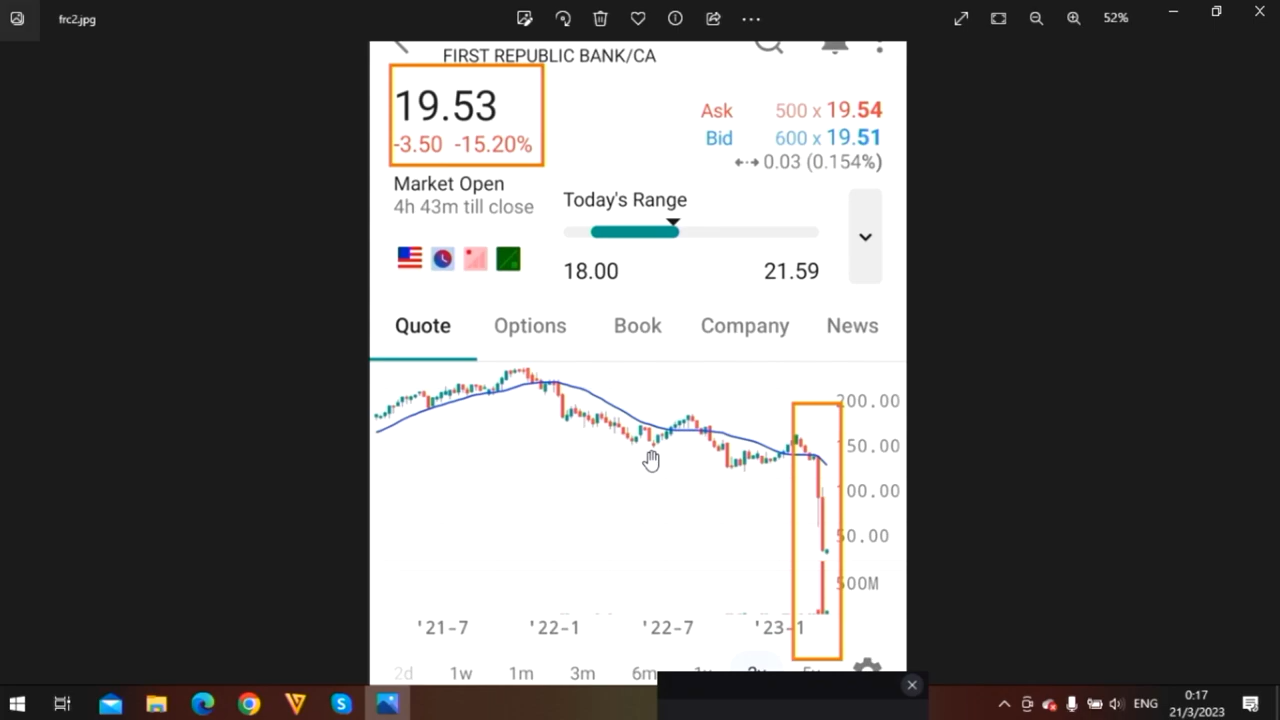 frc2.jpg
52%
FIRST REPUBLIC BANK/CA
19.53
-3.50 -15.20%
Ask 500 x 19.54
Bid 600 x 19.51
0.03 (0.154%)
Market Open
4h 43m till close
Today's Range
18.00 21.59
Quote Options Book Company News
200.00
150.00
100.00
50.00
500M
'21-7 '22-1 '22-7 '23-1
2d 1w 1m 3m 6m
ENG
0:17
21/3/2023